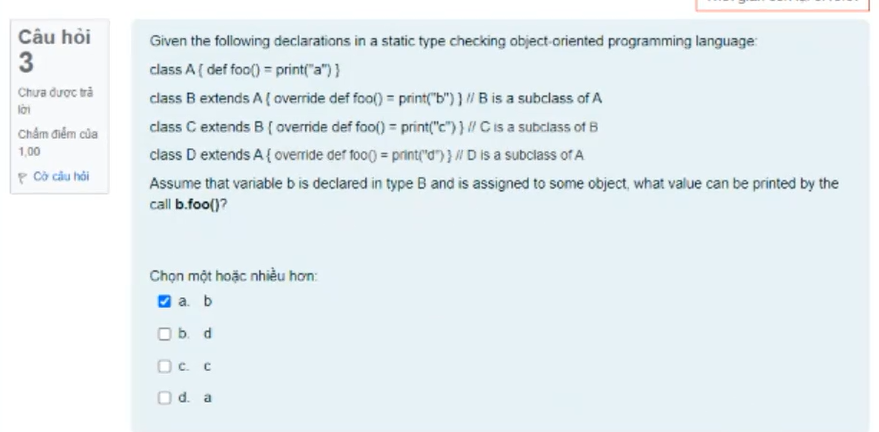 Câu hỏi
3
Chưa được trả
lời
Chấm điểm của
1,00
Cờ câu hỏi
Given the following declarations in a static type checking object-oriented programming language:
class A { def foo() = print("a") }
class B extends A { override def foo() = print("b") } // B is a subclass of A
class C extends B { override def foo() = print("c") } // C is a subclass of B
class D extends A { override def foo() = print("d") } // D is a subclass of A
Assume that variable b is declared in type B and is assigned to some object, what value can be printed by the
call b.foo()?
Chọn một hoặc nhiều hơn:
a. b
b. d
c. c
d. a